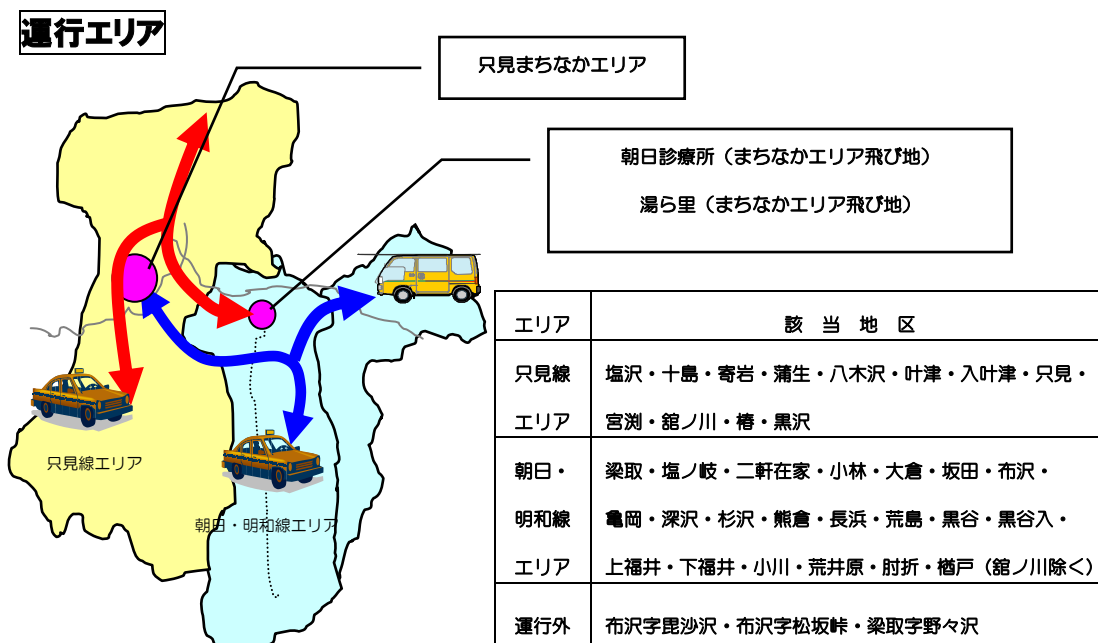 運行エリア
只見まちなかエリア
朝日診療所（まちなかエリア飛び地）
湯ら里（まちなかエリア飛び地）
只見線エリア
朝日・明和線エリア
エリア 該 当 地 区
只見線 塩沢・十島・寄岩・蒲生・八木沢・叶津・入叶津・只見・
エリア 宮渕・舘ノ川・椿・黒沢
朝日・ 梁取・塩ノ岐・二軒在家・小林・大倉・坂田・布沢・
明和線 亀岡・深沢・杉沢・熊倉・長浜・荒島・黒谷・黒谷入・
エリア 上福井・下福井・小川・荒井原・肘折・楢戸（舘ノ川除く）
運行外 布沢字毘沙沢・布沢字松坂峠・梁取字野々沢